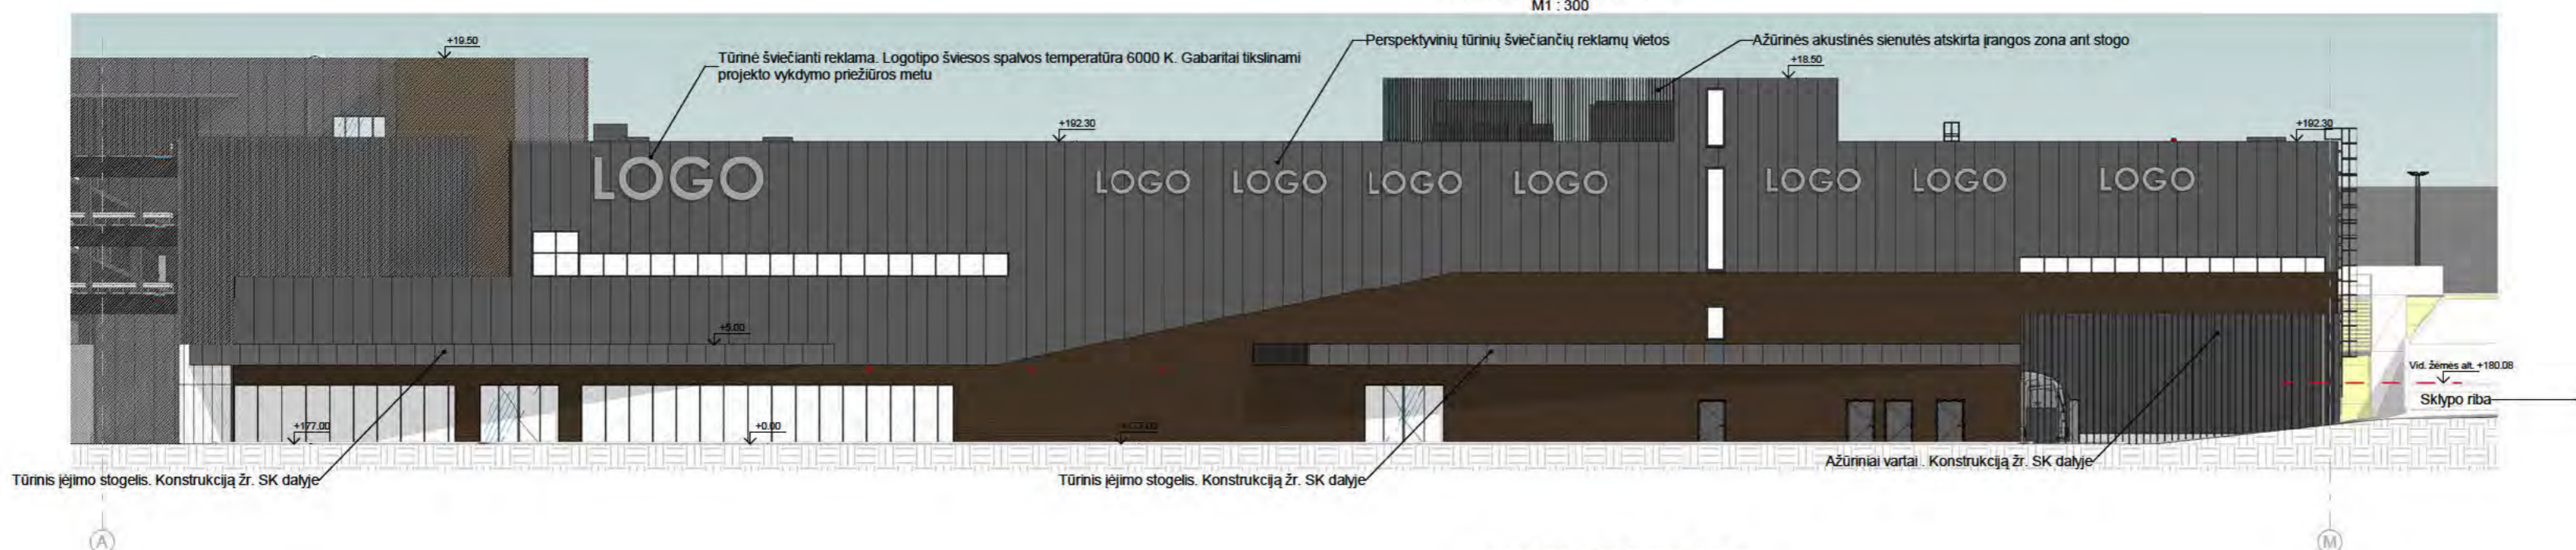 M1 : 300
+19.50
Tūrinė šviečianti reklama. Logotipo šviesos spalvos temperatūra 6000 K. Gabaritai tikslinami
projekto vykdymo priežiūros metu
Perspektyvinių tūrinių šviečiančių reklamų vietos
Ažūrinės akustinės sienutės atskirta įrangos zona ant stogo
+18.50
+192.30
+192.30
LOGO
LOGO
LOGO
LOGO
LOGO
LOGO
LOGO
LOGO
+5.00
Vid. žėmės alt. +180.08
Sklypo riba
+177.00
+0.00
Tūrinis įėjimo stogelis. Konstrukciją žr. SK dalyje
Tūrinis įėjimo stogelis. Konstrukciją žr. SK dalyje
Ažūriniai vartai . Konstrukciją žr. SK dalyje
A
M